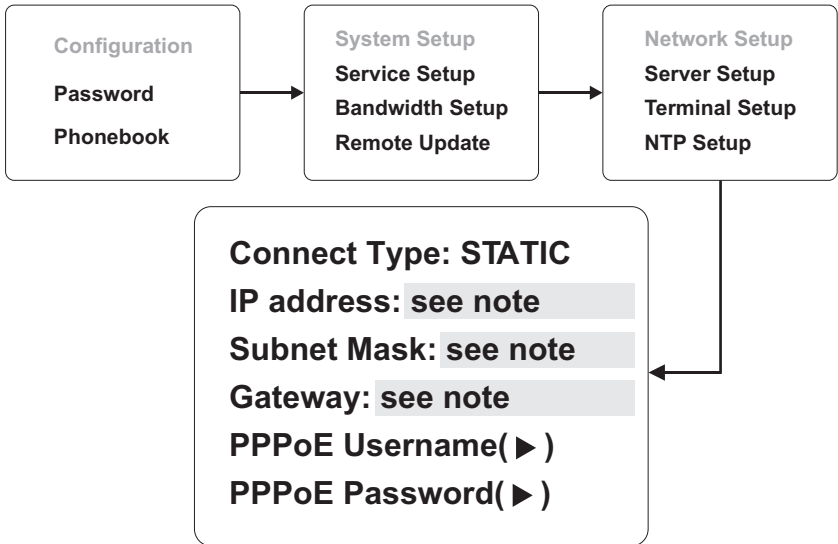 Configuration
Password
Phonebook
System Setup
Service Setup
Bandwidth Setup
Remote Update
Network Setup
Server Setup
Terminal Setup
NTP Setup
Connect Type: STATIC
IP address: see note
Subnet Mask: see note
Gateway: see note
PPPoE Username(▶)
PPPoE Password(▶)